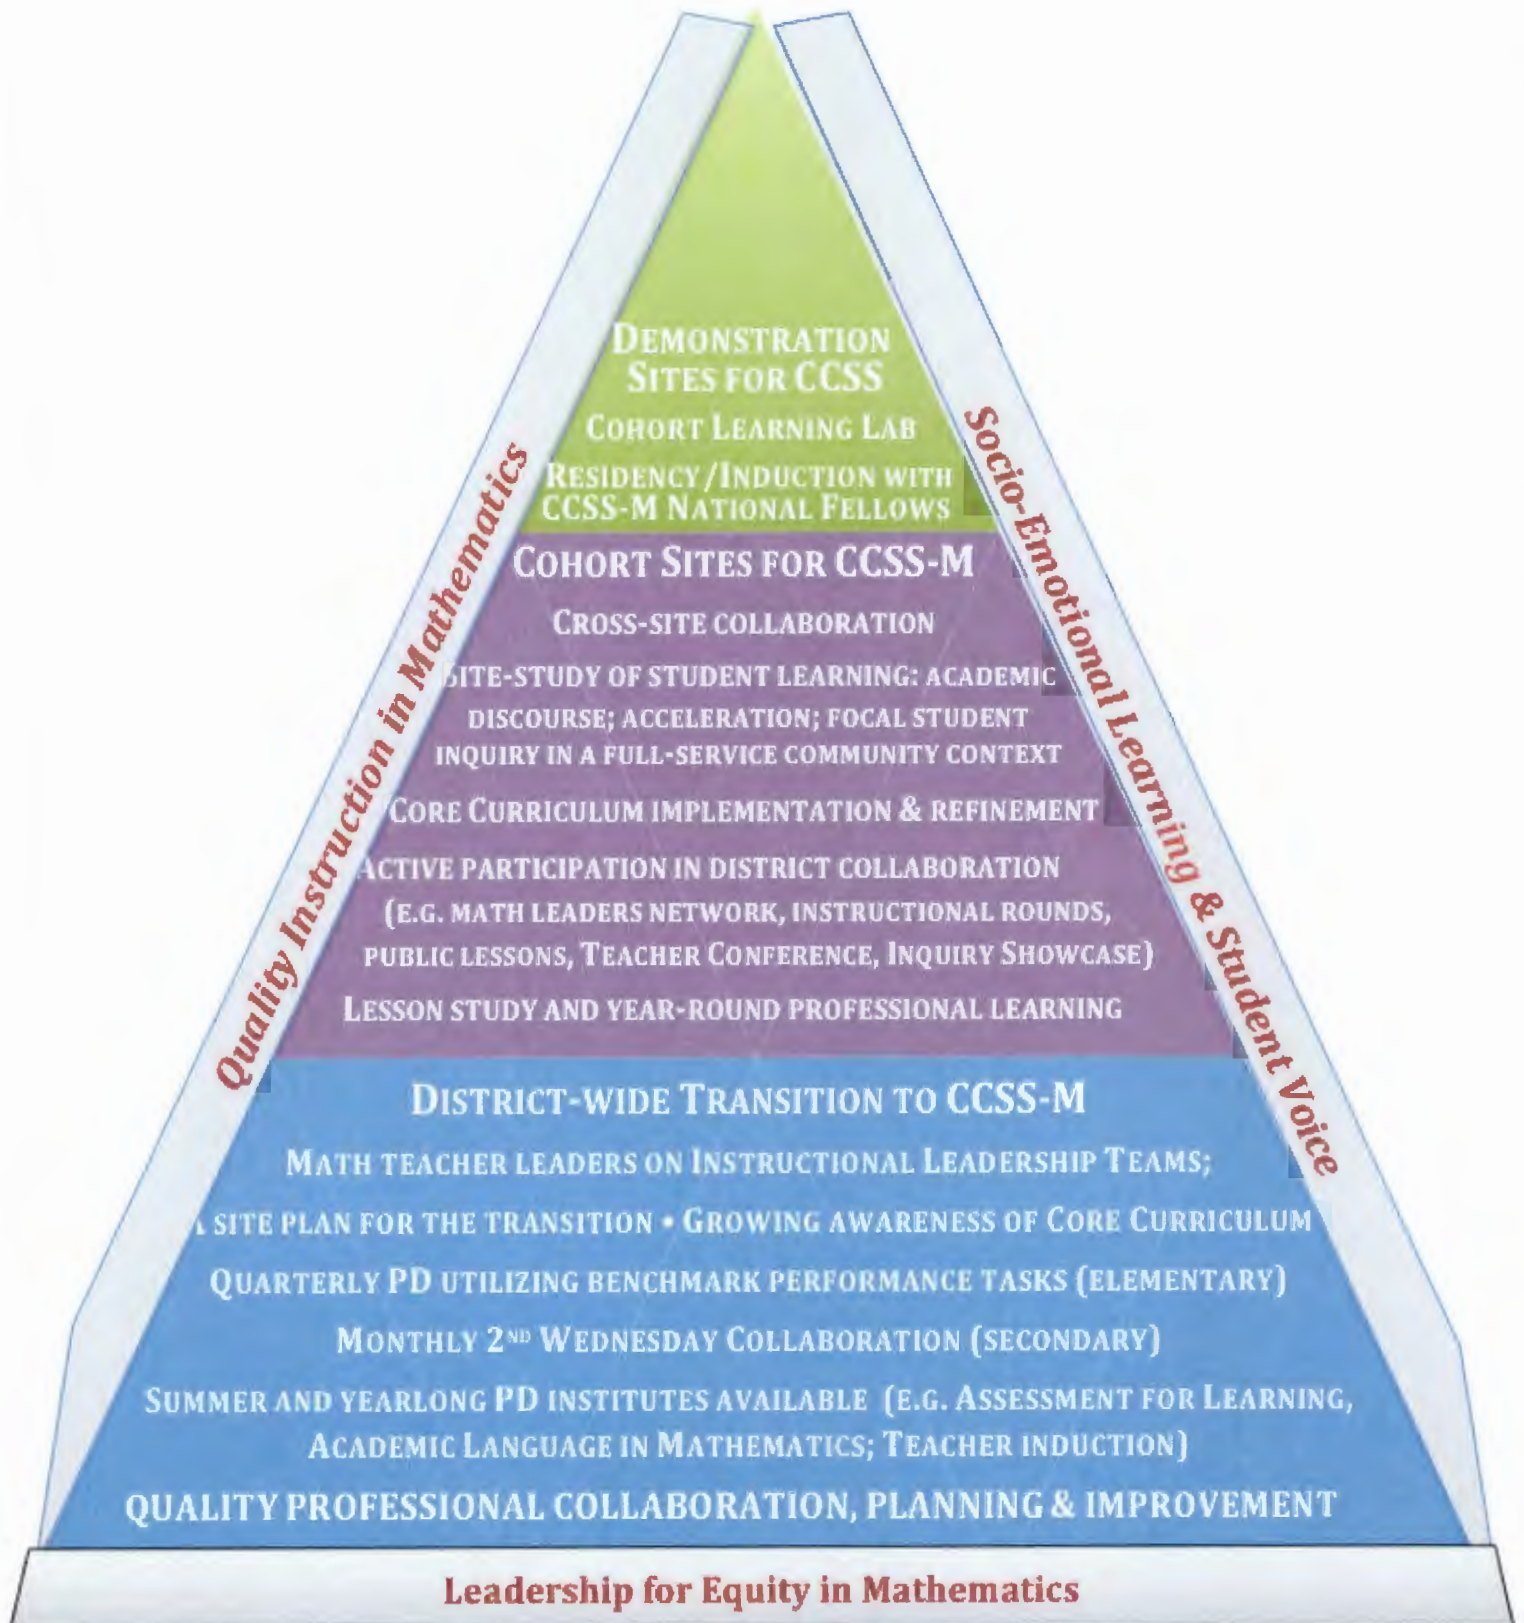 DEMONSTRATION
SITES FOR CCSS
COHORT LEARNING LAB
RESIDENCY/INDUCTION WITH
CCSS-M NATIONAL FELLOWS
COHORT SITES FOR CCSS-M
CROSS-SITE COLLABORATION
SITE-STUDY OF STUDENT LEARNING: ACADEMIC
DISCOURSE; ACCELERATION; FOCAL STUDENT
INQUIRY IN A FULL-SERVICE COMMUNITY CONTEXT
CORE CURRICULUM IMPLEMENTATION & REFINEMENT
ACTIVE PARTICIPATION IN DISTRICT COLLABORATION
(E.G. MATH LEADERS NETWORK, INSTRUCTIONAL ROUNDS,
PUBLIC LESSONS, TEACHER CONFERENCE, INQUIRY SHOWCASE)
LESSON STUDY AND YEAR-ROUND PROFESSIONAL LEARNING
DISTRICT-WIDE TRANSITION TO CCSS-M
MATH TEACHER LEADERS ON INSTRUCTIONAL LEADERSHIP TEAMS;
A SITE PLAN FOR THE TRANSITION • GROWING AWARENESS OF CORE CURRICULUM
QUARTERLY PD UTILIZING BENCHMARK PERFORMANCE TASKS (ELEMENTARY)
MONTHLY 2ND WEDNESDAY COLLABORATION (SECONDARY)
SUMMER AND YEARLONG PD INSTITUTES AVAILABLE (E.G. ASSESSMENT FOR LEARNING,
ACADEMIC LANGUAGE IN MATHEMATICS; TEACHER INDUCTION)
QUALITY PROFESSIONAL COLLABORATION, PLANNING & IMPROVEMENT
Quality Instruction in Mathematics
Socio-Emotional Learning & Student Voice
Leadership for Equity in Mathematics